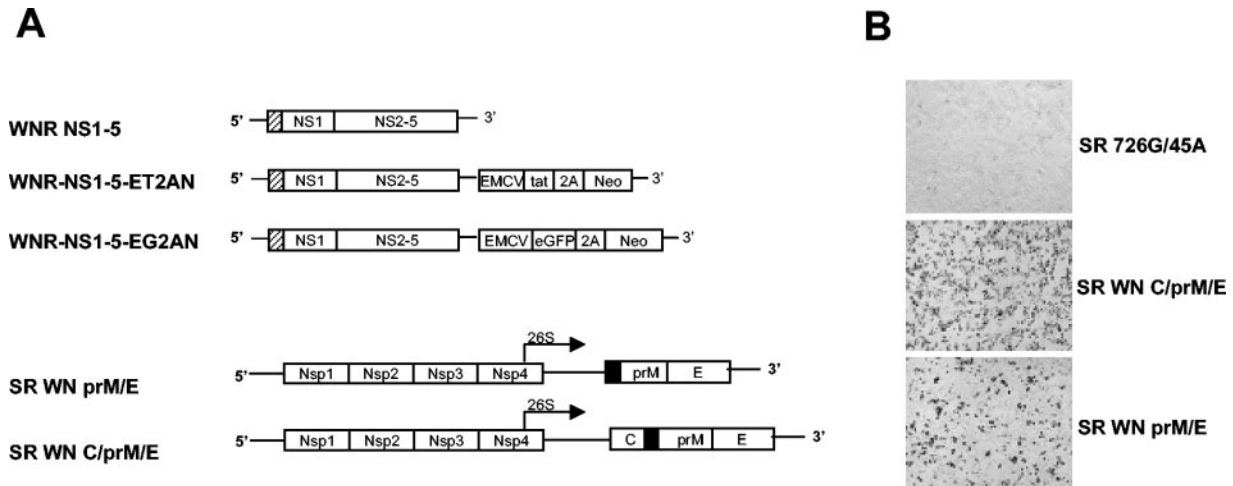 A
WNR NS1-5 5' NS1 NS2-5 3'
WNR-NS1-5-ET2AN 5' NS1 NS2-5 EMCV tat 2A Neo 3'
WNR-NS1-5-EG2AN 5' NS1 NS2-5 EMCV eGFP 2A Neo 3'
26S
SR WN prM/E 5' Nsp1 Nsp2 Nsp3 Nsp4 prM E 3'
26S
SR WN C/prM/E 5' Nsp1 Nsp2 Nsp3 Nsp4 C prM E 3'
B
SR 726G/45A
SR WN C/prM/E
SR WN prM/E